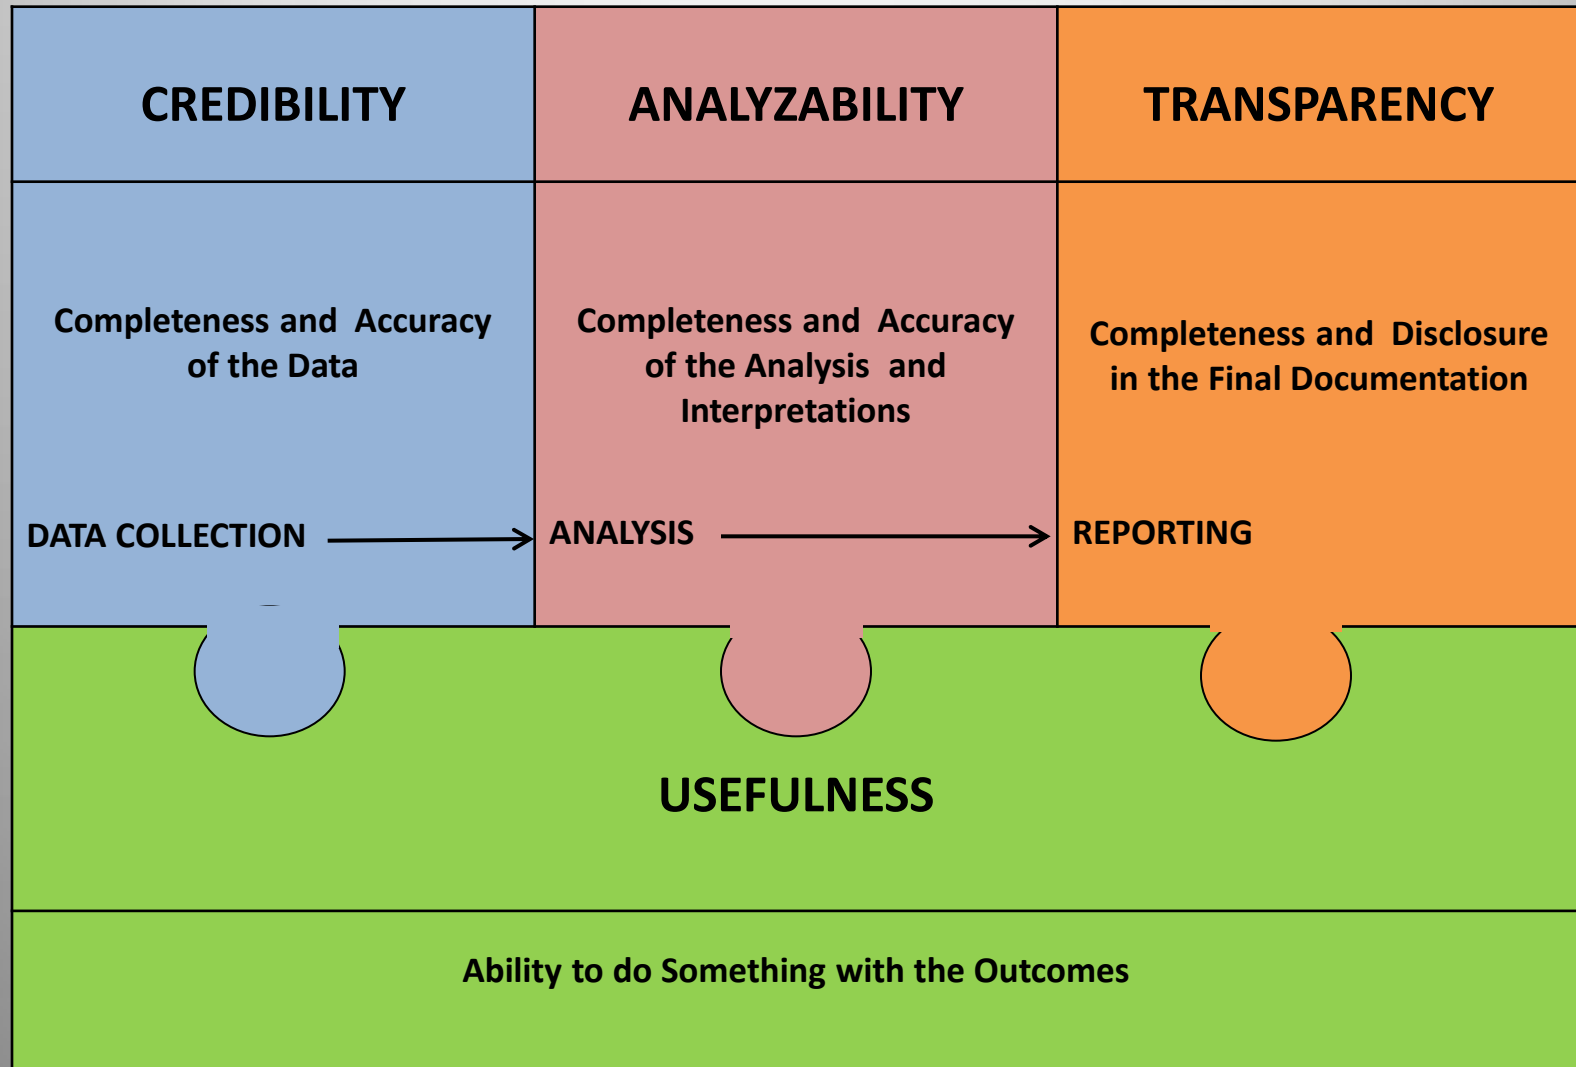 CREDIBILITY
ANALYZABILITY
TRANSPARENCY
Completeness and Accuracy
of the Data
Completeness and Accuracy
of the Analysis and
Interpretations
Completeness and Disclosure
in the Final Documentation
DATA COLLECTION
ANALYSIS
REPORTING
USEFULNESS
Ability to do Something with the Outcomes